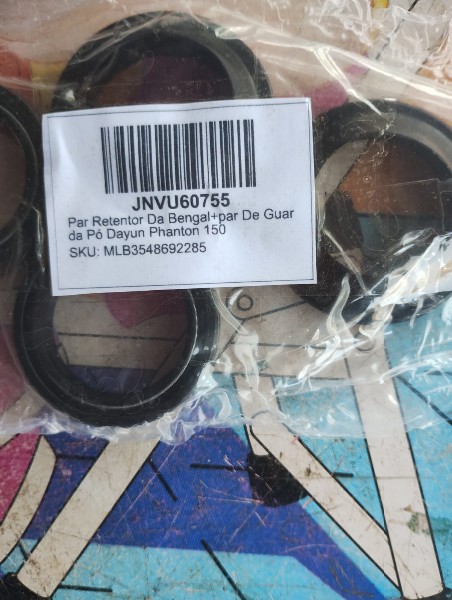 JNVU60755
Par Retentor Da Bengal+par De Guar
da Pó Dayun Phanton 150
SKU: MLB3548692285